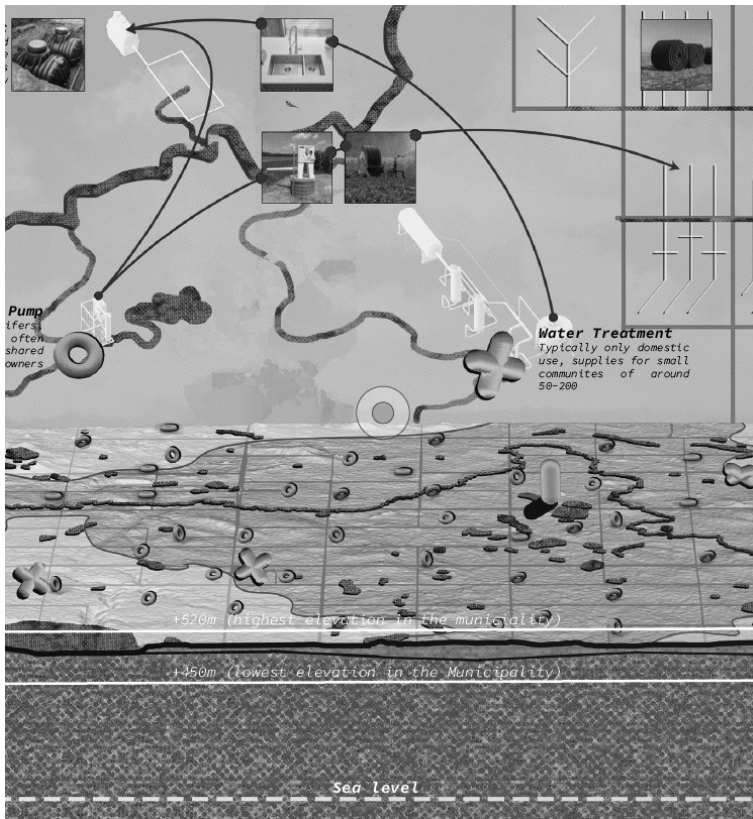 Pump
ifers,
often
shared
owners
Water Treatment
Typically only domestic
use, supplies for small
communites of around
50-200
+520m (highest elevation in the municiality)
+450m (lowest elevation in the Municipality)
Sea level